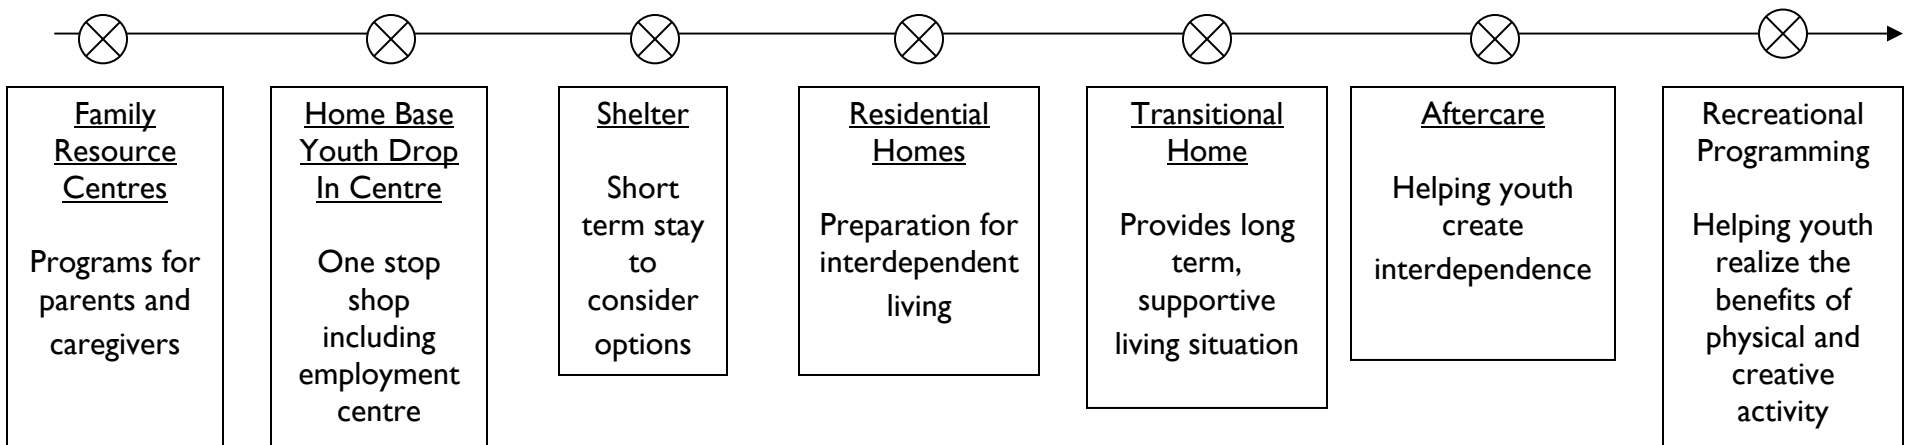 Family
Resource
Centres
Programs for
parents and
caregivers
Home Base
Youth Drop
In Centre
One stop
shop
including
employment
centre
Shelter
Short
term stay
to
consider
options
Residential
Homes
Preparation for
interdependent
living
Transitional
Home
Provides long
term,
supportive
living situation
Aftercare
Helping youth
create
interdependence
Recreational
Programming
Helping youth
realize the
benefits of
physical and
creative
activity